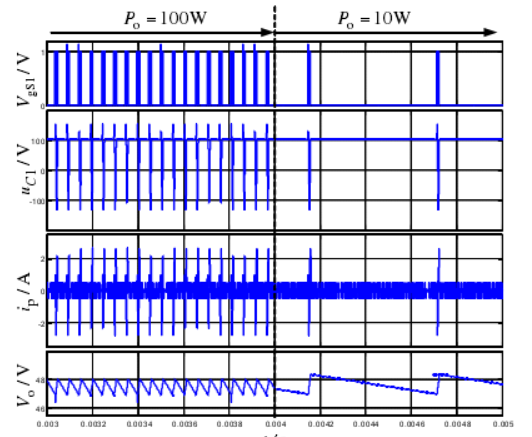 P_o = 100W
P_o = 10W
V_gs1 / V
1
0
u_C1 / V
100
0
-100
i_p / A
2
0
-2
V_o / V
48
46
0.003 0.0032 0.0034 0.0036 0.0038 0.004 0.0042 0.0044 0.0046 0.0048 0.005